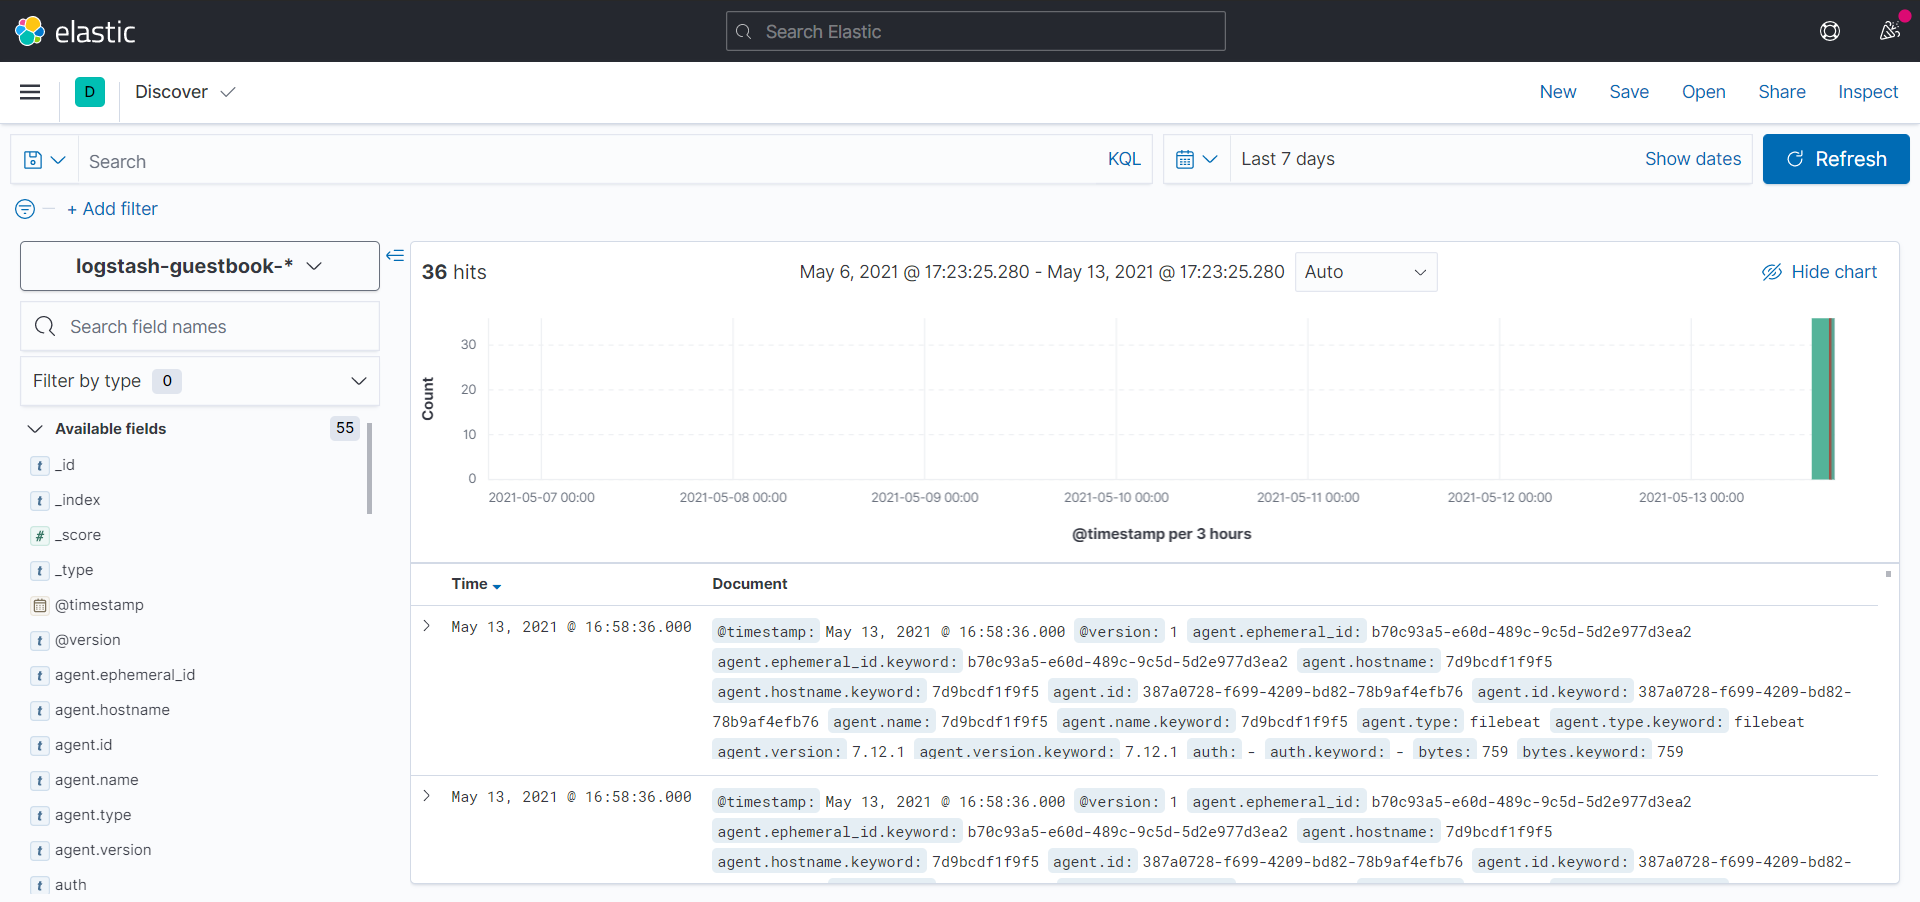 elastic
Search Elastic
D
Discover
New Save Open Share Inspect
Search
KQL
Last 7 days
Show dates
Refresh
+ Add filter
logstash-guestbook-*
Search field names
Filter by type 0
Available fields 55
t _id
t _index
# _score
t _type
@timestamp
t @version
t agent.ephemeral_id
t agent.hostname
t agent.id
t agent.name
t agent.type
t agent.version
t auth
36 hits
May 6, 2021 @ 17:23:25.280 - May 13, 2021 @ 17:23:25.280
Auto
Hide chart
Count
30
20
10
0
2021-05-07 00:00 2021-05-08 00:00 2021-05-09 00:00 2021-05-10 00:00 2021-05-11 00:00 2021-05-12 00:00 2021-05-13 00:00
@timestamp per 3 hours
Time Document
May 13, 2021 @ 16:58:36.000
@timestamp: May 13, 2021 @ 16:58:36.000 @version: 1 agent.ephemeral_id: b70c93a5-e60d-489c-9c5d-5d2e977d3ea2
agent.ephemeral_id.keyword: b70c93a5-e60d-489c-9c5d-5d2e977d3ea2 agent.hostname: 7d9bcdf1f9f5
agent.hostname.keyword: 7d9bcdf1f9f5 agent.id: 387a0728-f699-4209-bd82-78b9af4efb76 agent.id.keyword: 387a0728-f699-4209-bd82-
78b9af4efb76 agent.name: 7d9bcdf1f9f5 agent.name.keyword: 7d9bcdf1f9f5 agent.type: filebeat agent.type.keyword: filebeat
agent.version: 7.12.1 agent.version.keyword: 7.12.1 auth: - auth.keyword: - bytes: 759 bytes.keyword: 759
May 13, 2021 @ 16:58:36.000
@timestamp: May 13, 2021 @ 16:58:36.000 @version: 1 agent.ephemeral_id: b70c93a5-e60d-489c-9c5d-5d2e977d3ea2
agent.ephemeral_id.keyword: b70c93a5-e60d-489c-9c5d-5d2e977d3ea2 agent.hostname: 7d9bcdf1f9f5
agent.hostname.keyword: 7d9bcdf1f9f5 agent.id: 387a0728-f699-4209-bd82-78b9af4efb76 agent.id.keyword: 387a0728-f699-4209-bd82-